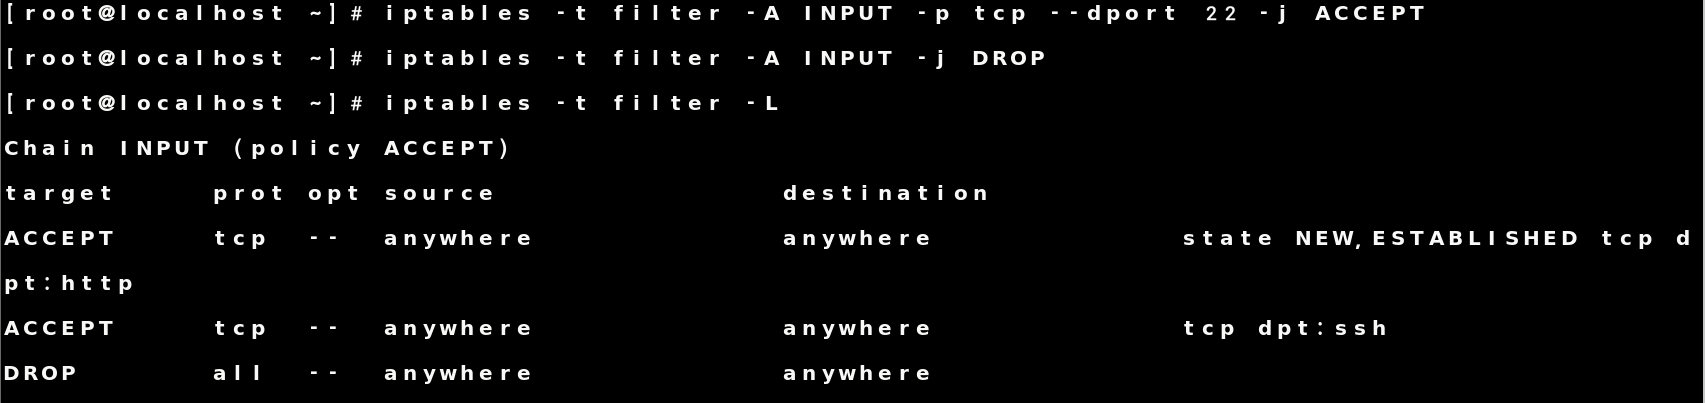 [root@localhost ~]# iptables -t filter -A INPUT -p tcp --dport 22 -j ACCEPT
[root@localhost ~]# iptables -t filter -A INPUT -j DROP
[root@localhost ~]# iptables -t filter -L
Chain INPUT (policy ACCEPT)
target     prot opt source               destination
ACCEPT     tcp  --  anywhere             anywhere             state NEW,ESTABLISHED tcp d
pt:http
ACCEPT     tcp  --  anywhere             anywhere             tcp dpt:ssh
DROP       all  --  anywhere             anywhere